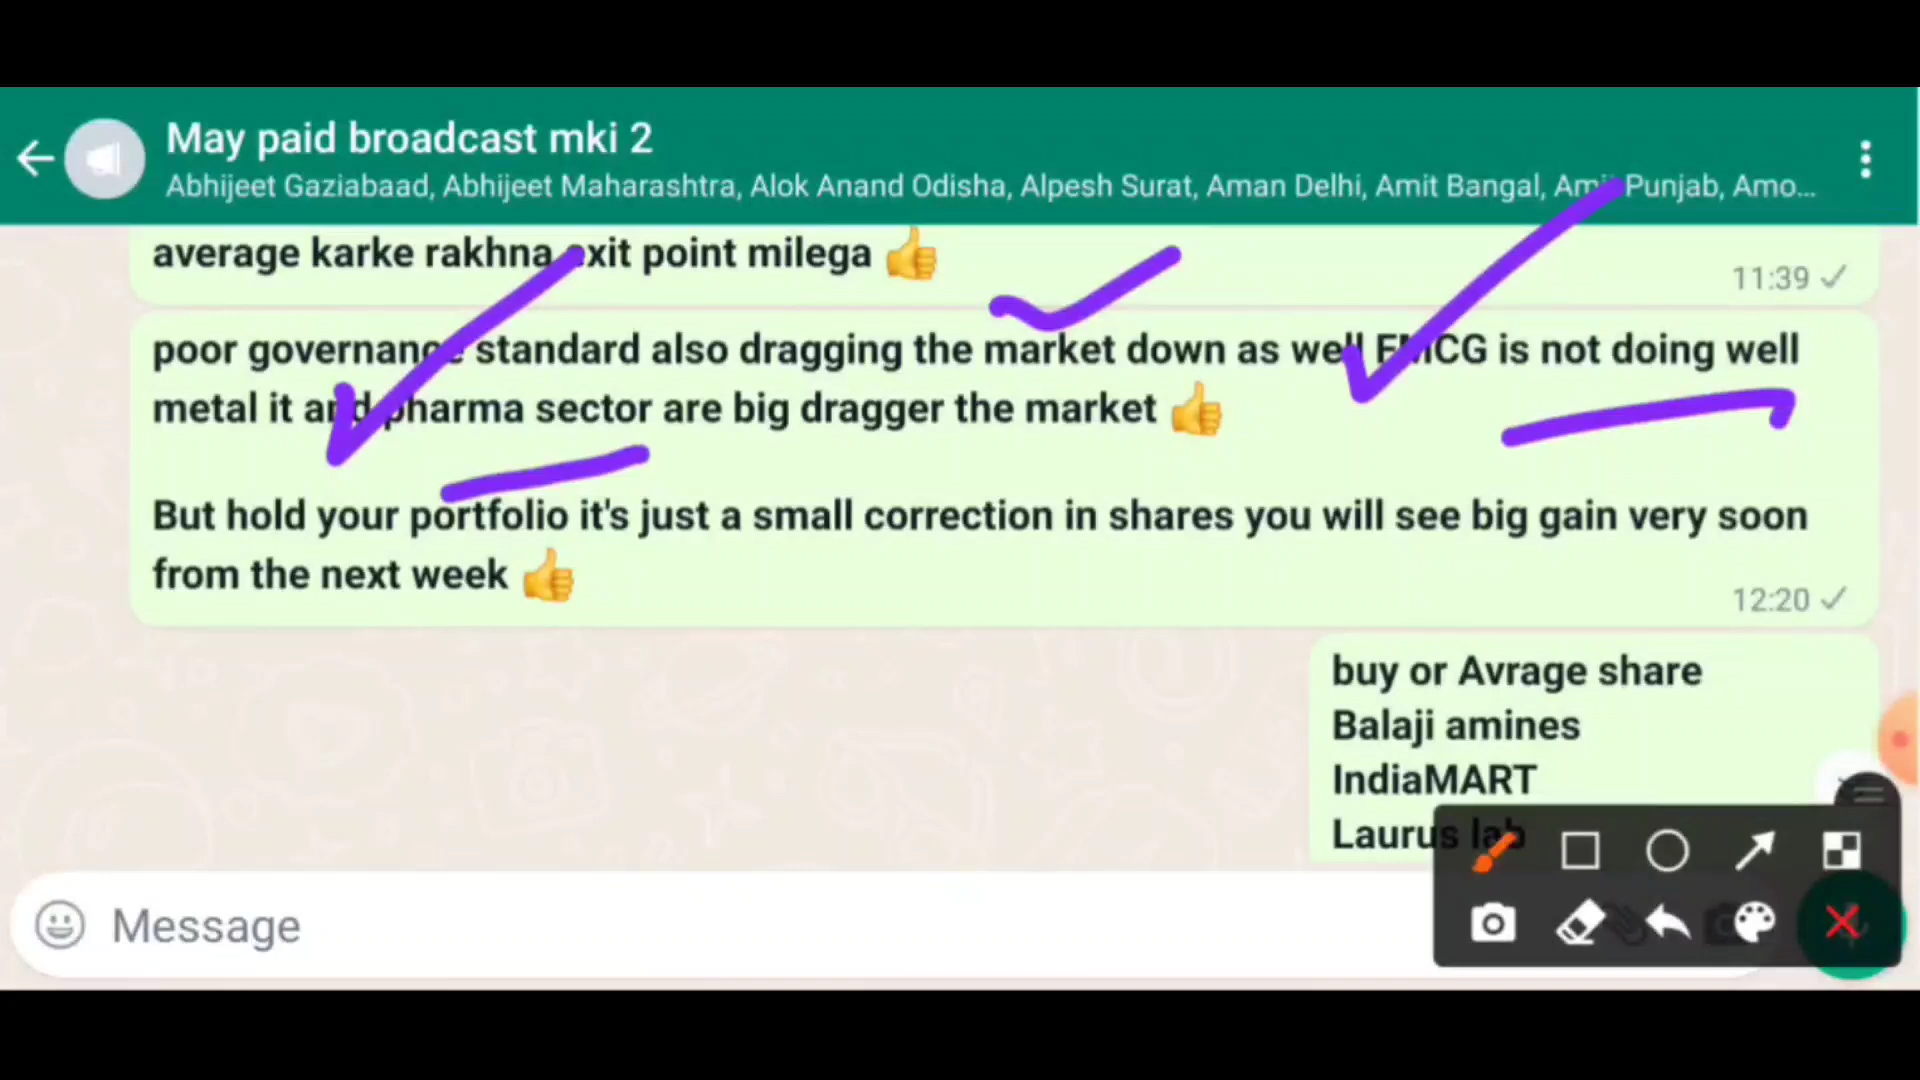 May paid broadcast mki 2
Abhijeet Gaziabaad, Abhijeet Maharashtra, Alok Anand Odisha, Alpesh Surat, Aman Delhi, Amit Bangal, Amit Punjab, Amo...
average karke rakhna exit point milega 👍
11:39
poor governance standard also dragging the market down as well FMCG is not doing well
metal it and pharma sector are big dragger the market 👍
But hold your portfolio it's just a small correction in shares you will see big gain very soon
from the next week 👍
12:20
buy or Avrage share
Balaji amines
IndiaMART
Laurus lab
Message